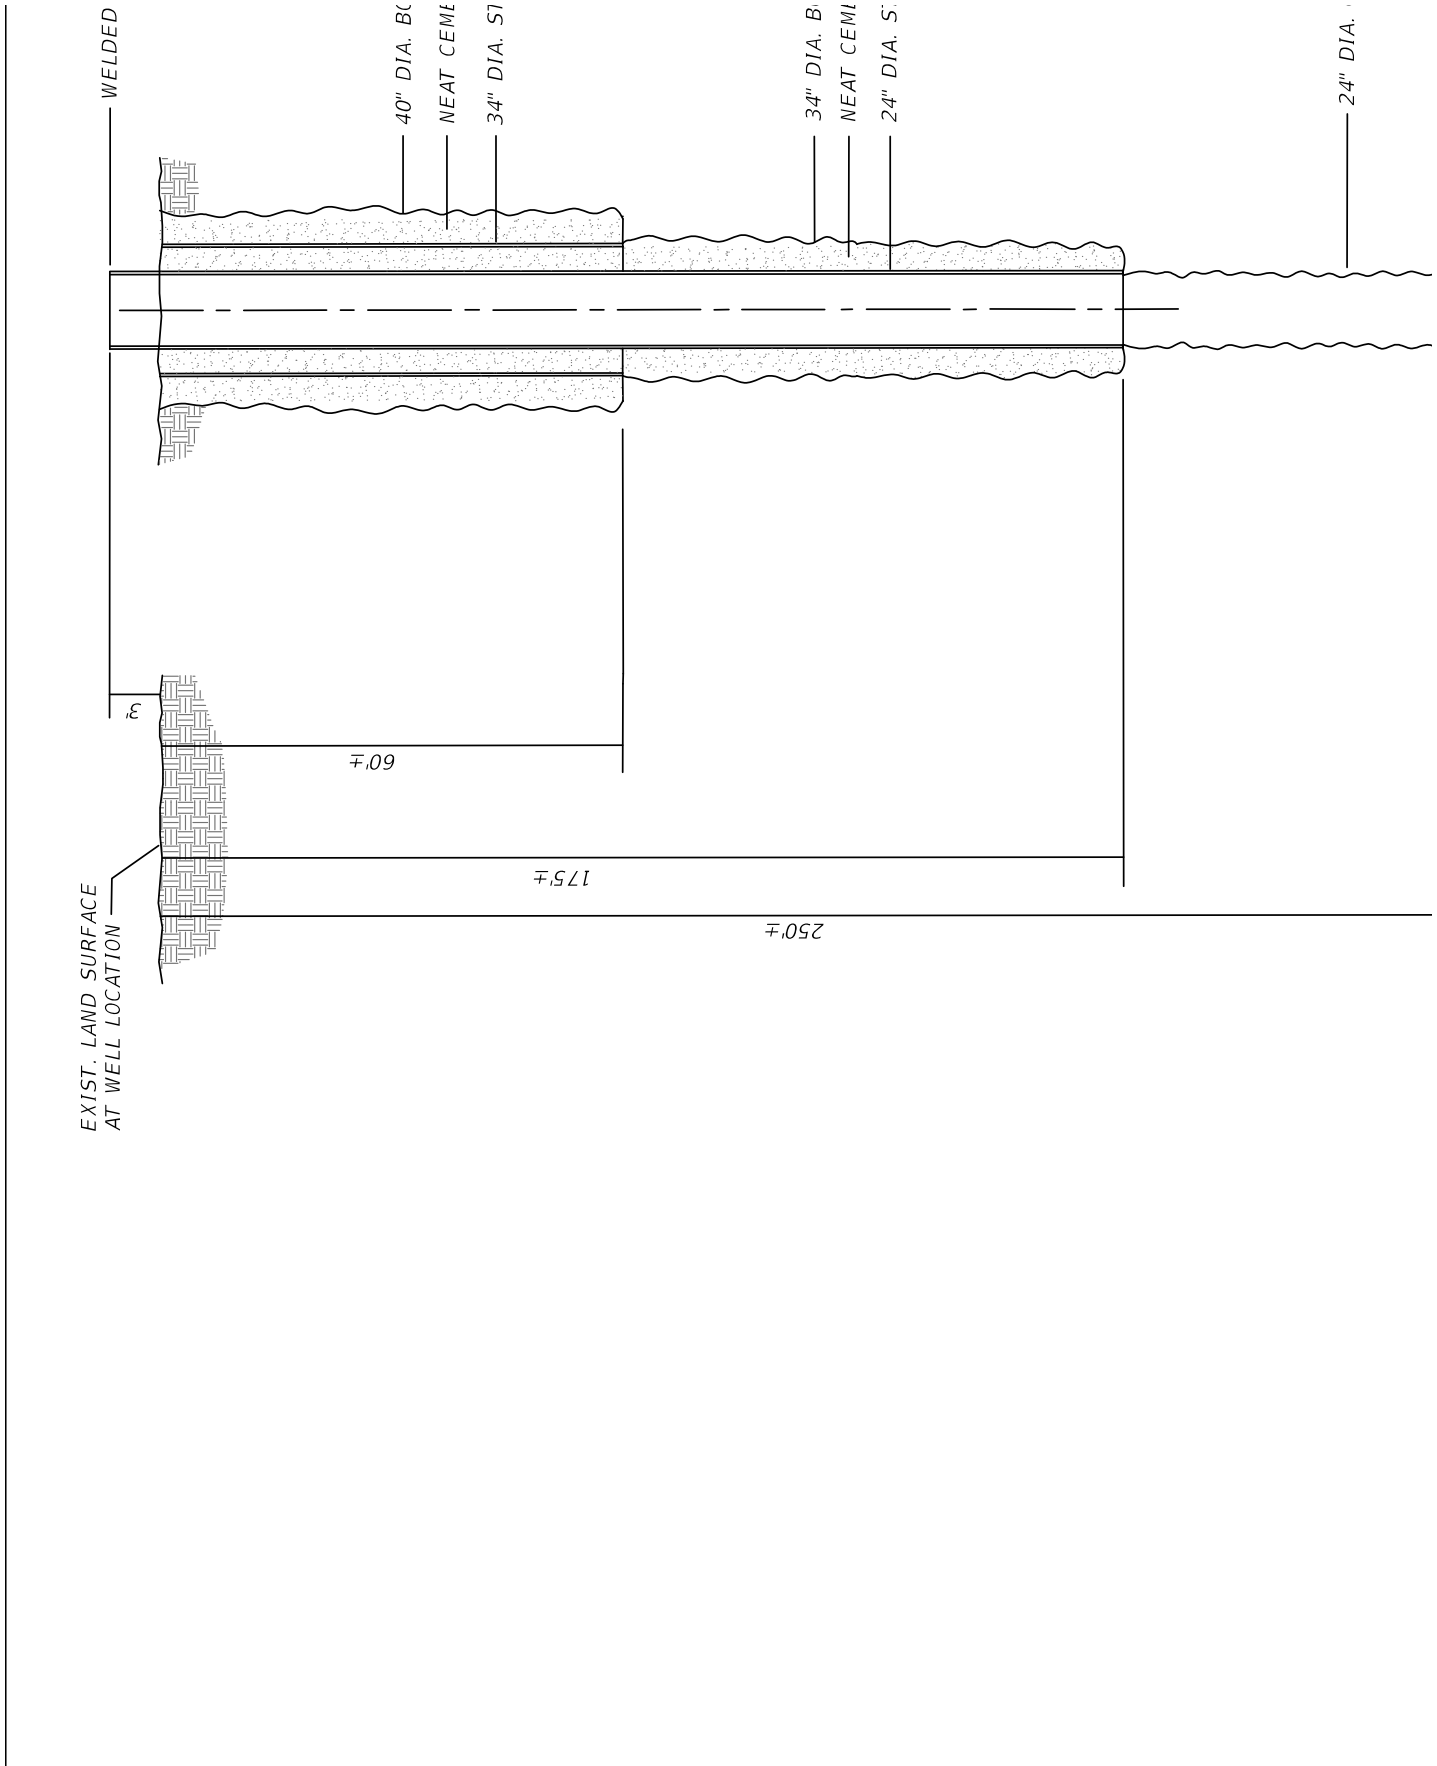 WELDED
40" DIA.
NEAT
34" DIA.
34" DIA.
NEAT
24" DIA.
24" DIA.
3'
60'±
175'±
250'±
EXIST. LAND SURFACE
AT WELL LOCATION